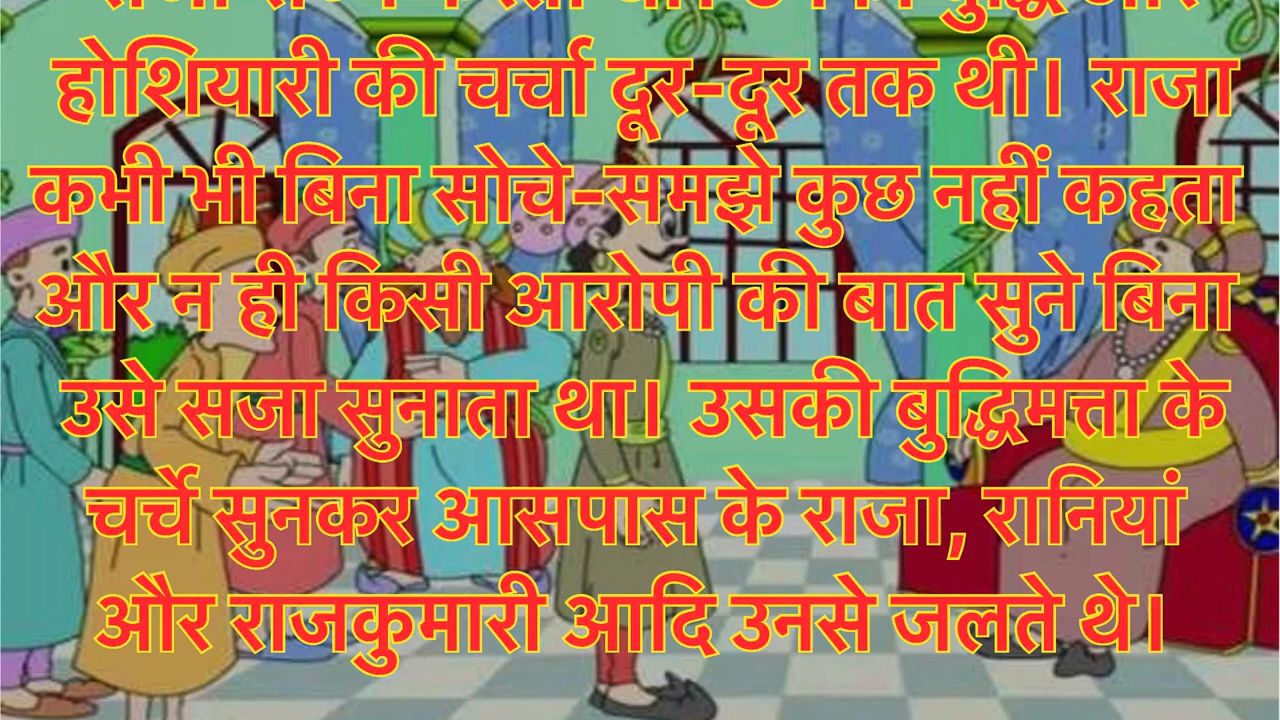 होशियारी की चर्चा दूर-दूर तक थी। राजा
कभी भी बिना सोचे-समझे कुछ नहीं कहता
और न ही किसी आरोपी की बात सुने बिना
उसे सजा सुनाता था। उसकी बुद्धिमत्ता के
चर्चे सुनकर आसपास के राजा, रानियां
और राजकुमारी आदि उनसे जलते थे।